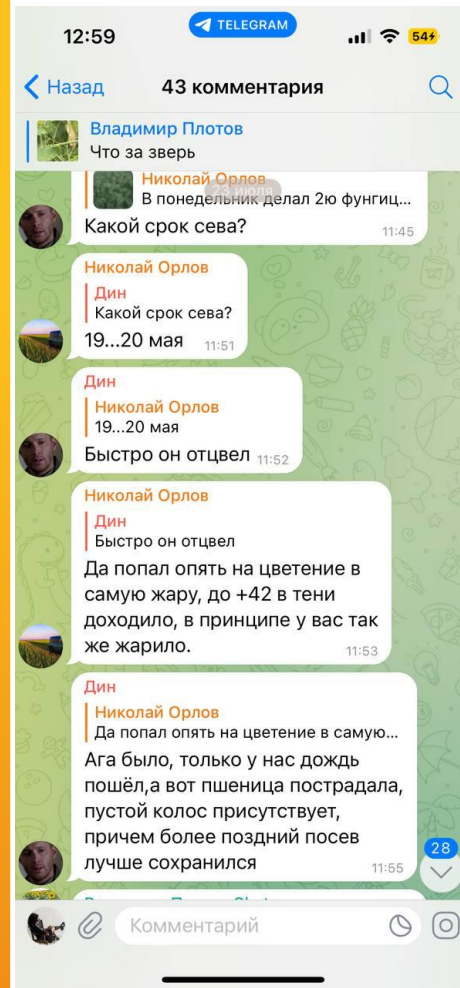 12:59
TELEGRAM
54
Назад
43 комментария
Владимир Плотов
Что за зверь
Николай Орлов
23 июля
В понедельник делал 2ю фунгиц...
Какой срок сева?
11:45
Николай Орлов
Дин
Какой срок сева?
19...20 мая 11:51
Дин
Николай Орлов
19...20 мая
Быстро он отцвел 11:52
Николай Орлов
Дин
Быстро он отцвел
Да попал опять на цветение в
самую жару, до +42 в тени
доходило, в принципе у вас так
же жарило.
11:53
Дин
Николай Орлов
Да попал опять на цветение в самую...
Ага было, только у нас дождь
пошёл,а вот пшеница пострадала,
пустой колос присутствует,
причем более поздний посев
лучше сохранился
11:55
28
Комментарий